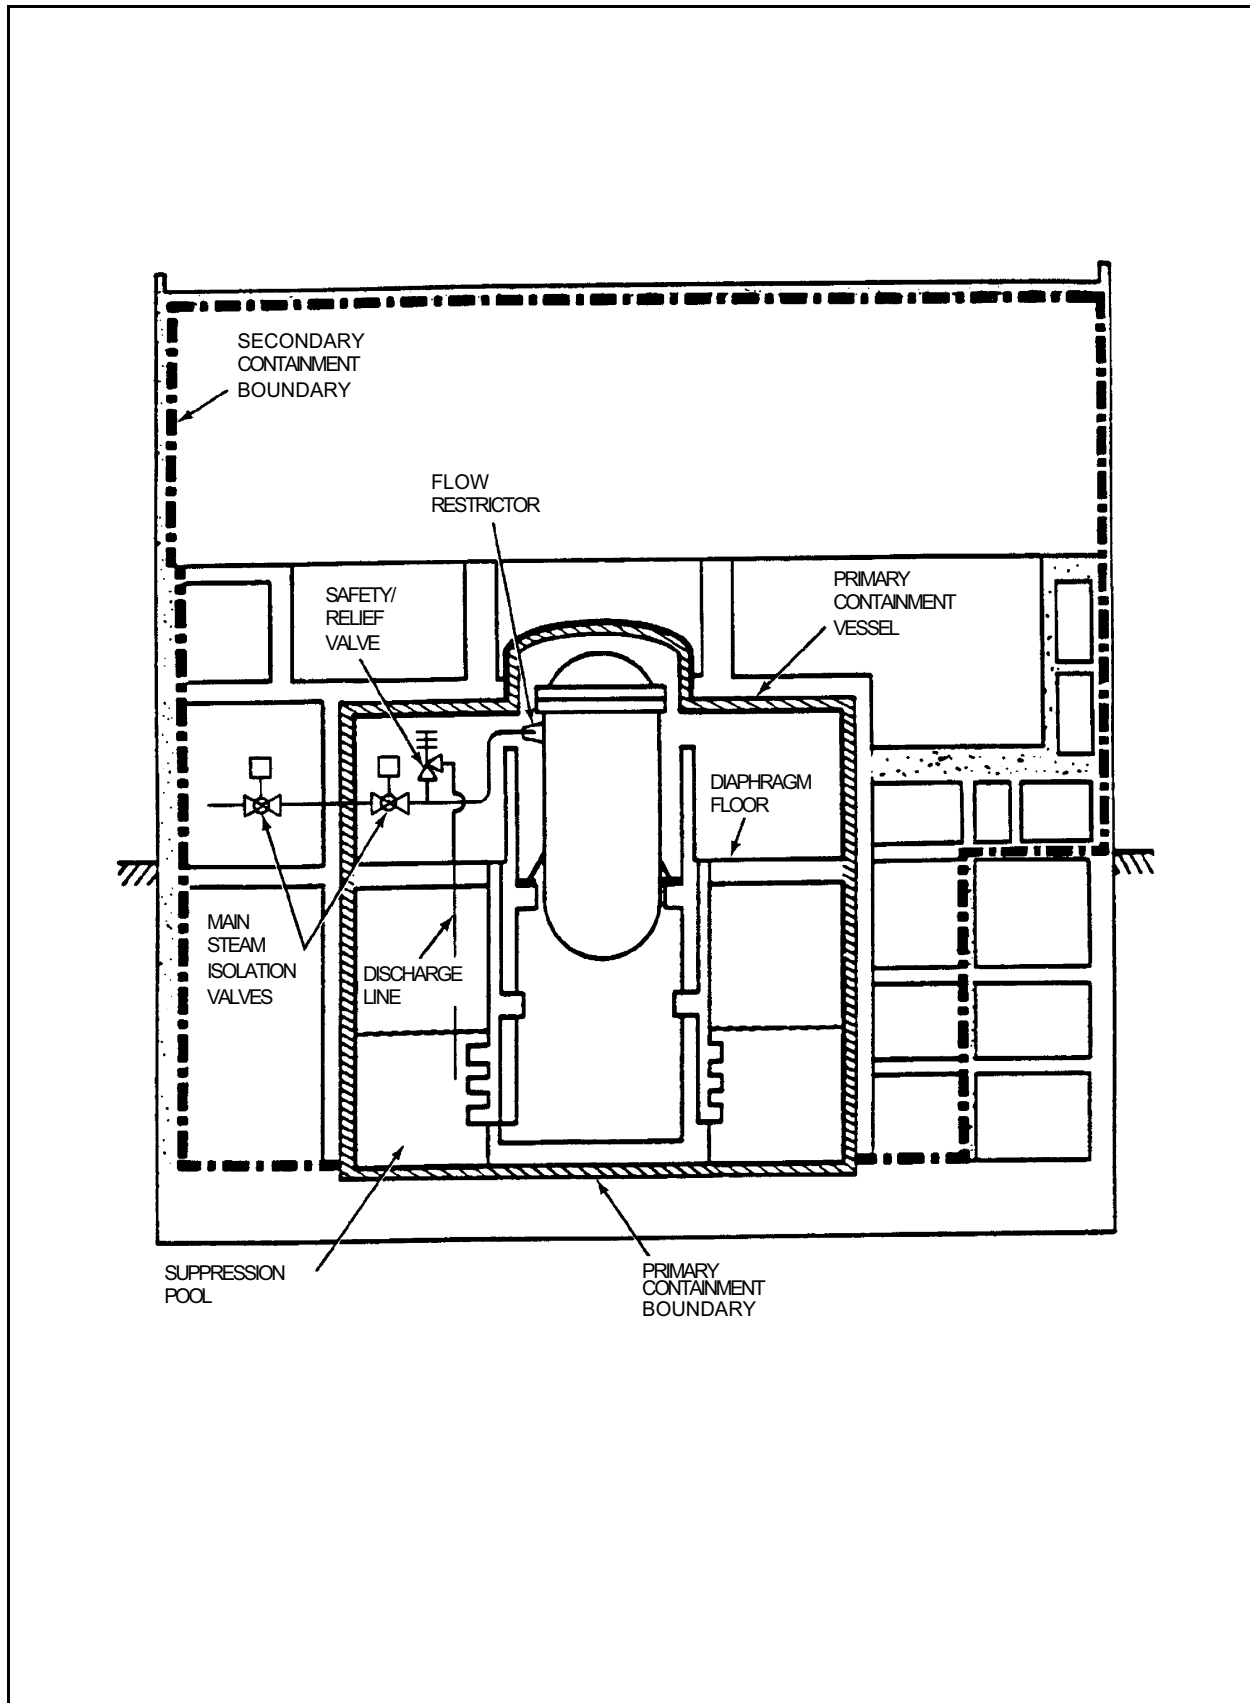 SECONDARY
CONTAINMENT
BOUNDARY
FLOW
RESTRICTOR
SAFETY/
RELIEF
VALVE
PRIMARY
CONTAINMENT
VESSEL
DIAPHRAGM
FLOOR
MAIN
STEAM
ISOLATION
VALVES
DISCHARGE
LINE
SUPPRESSION
POOL
PRIMARY
CONTAINMENT
BOUNDARY